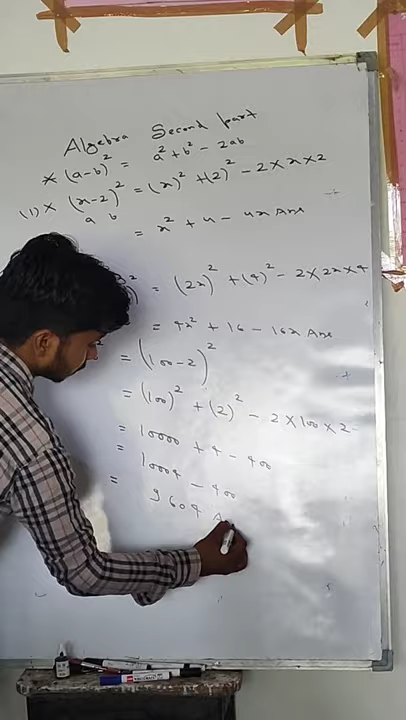 Algebra Second part
× (a-b)² = a² + b² - 2ab
(1) × (x-2)² = (x)² + (2)² - 2 × x × 2
a b
= x² + 4 - 4x Ans
)² = (2x)² + (4)² - 2 × 2x × 4
= 4x² + 16 - 16x Ans
= (100-2)²
= (100)² + (2)² - 2 × 100 × 2
= 10000 + 4 - 400
= 10004 - 400
= 9604 A